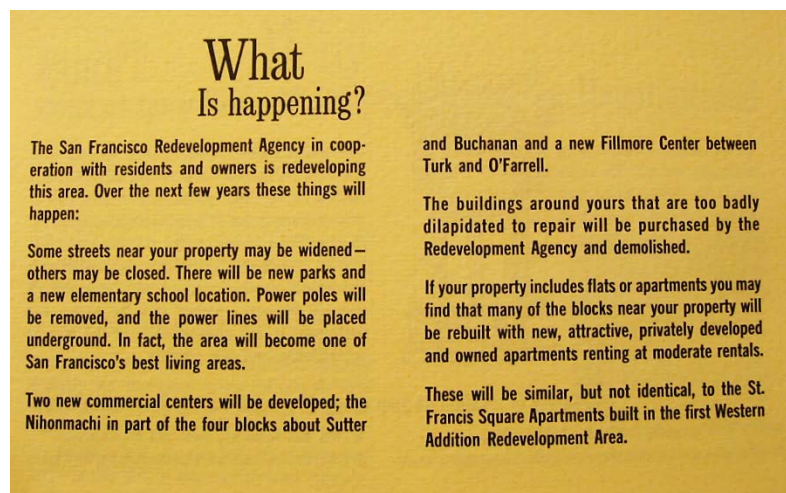 What
Is happening?
The San Francisco Redevelopment Agency in coop-
eration with residents and owners is redeveloping
this area. Over the next few years these things will
happen:
Some streets near your property may be widened—
others may be closed. There will be new parks and
a new elementary school location. Power poles will
be removed, and the power lines will be placed
underground. In fact, the area will become one of
San Francisco's best living areas.
Two new commercial centers will be developed; the
Nihonmachi in part of the four blocks about Sutter
and Buchanan and a new Fillmore Center between
Turk and O'Farrell.
The buildings around yours that are too badly
dilapidated to repair will be purchased by the
Redevelopment Agency and demolished.
If your property includes flats or apartments you may
find that many of the blocks near your property will
be rebuilt with new, attractive, privately developed
and owned apartments renting at moderate rentals.
These will be similar, but not identical, to the St.
Francis Square Apartments built in the first Western
Addition Redevelopment Area.